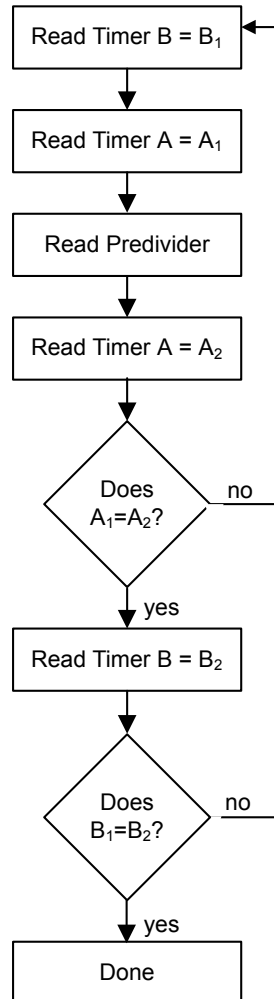 Read Timer B = B₁
Read Timer A = A₁
Read Predivider
Read Timer A = A₂
Does
A₁=A₂?
no
yes
Read Timer B = B₂
Does
B₁=B₂?
no
yes
Done